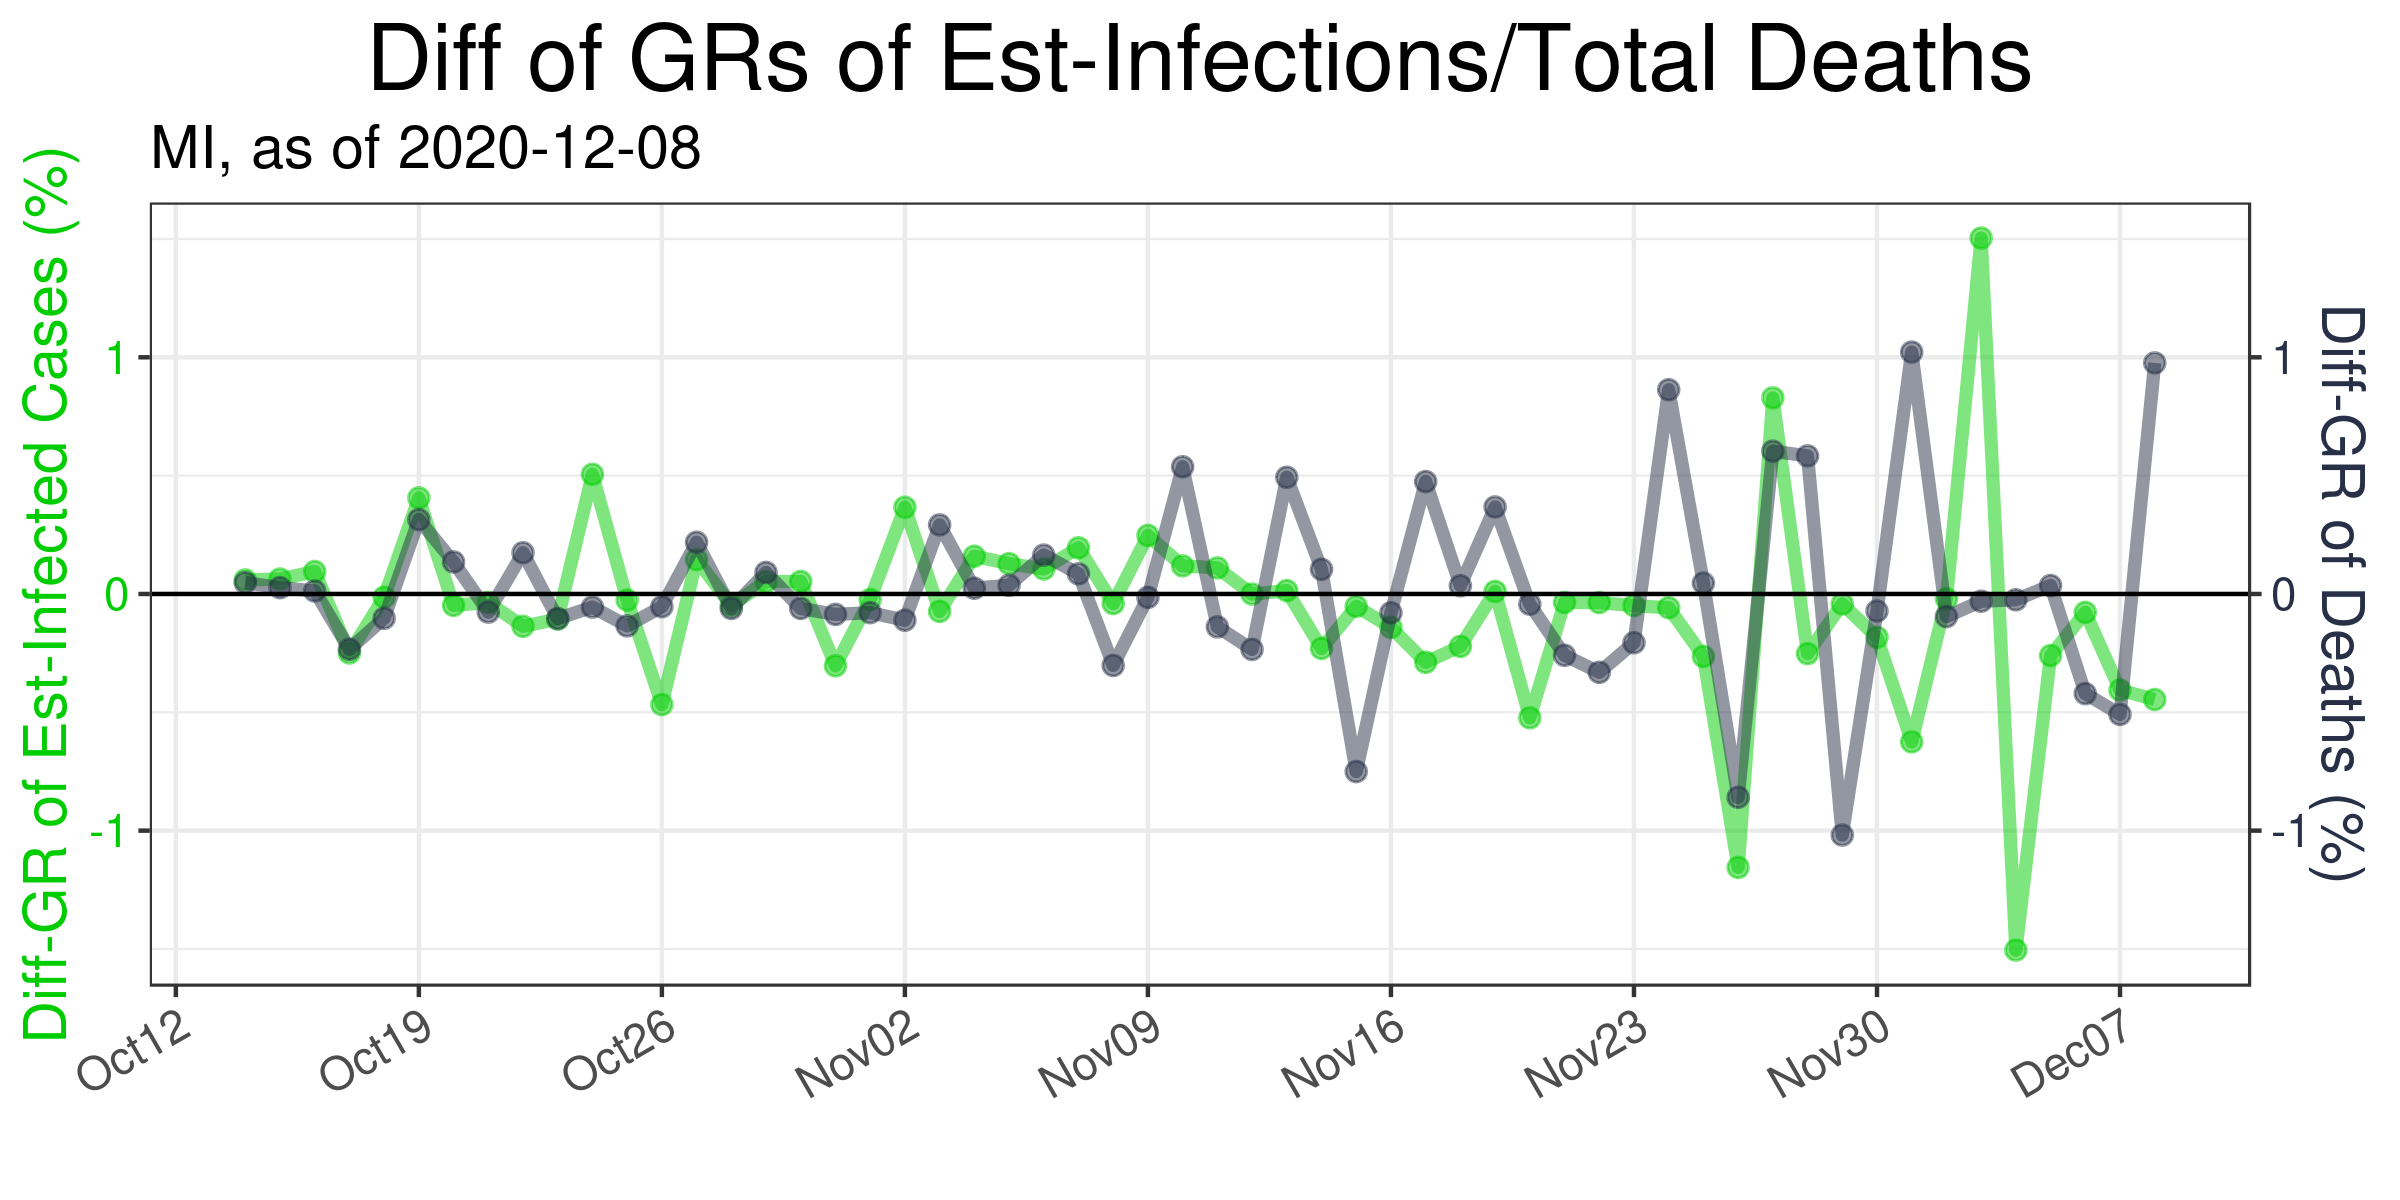 Diff of GRs of Est-Infections/Total Deaths
MI, as of 2020-12-08
Diff-GR of Est-Infected Cases (%)
1
0
-1
1
0
-1
Diff-GR of Deaths (%)
Oct12
Oct19
Oct26
Nov02
Nov09
Nov16
Nov23
Nov30
Dec07